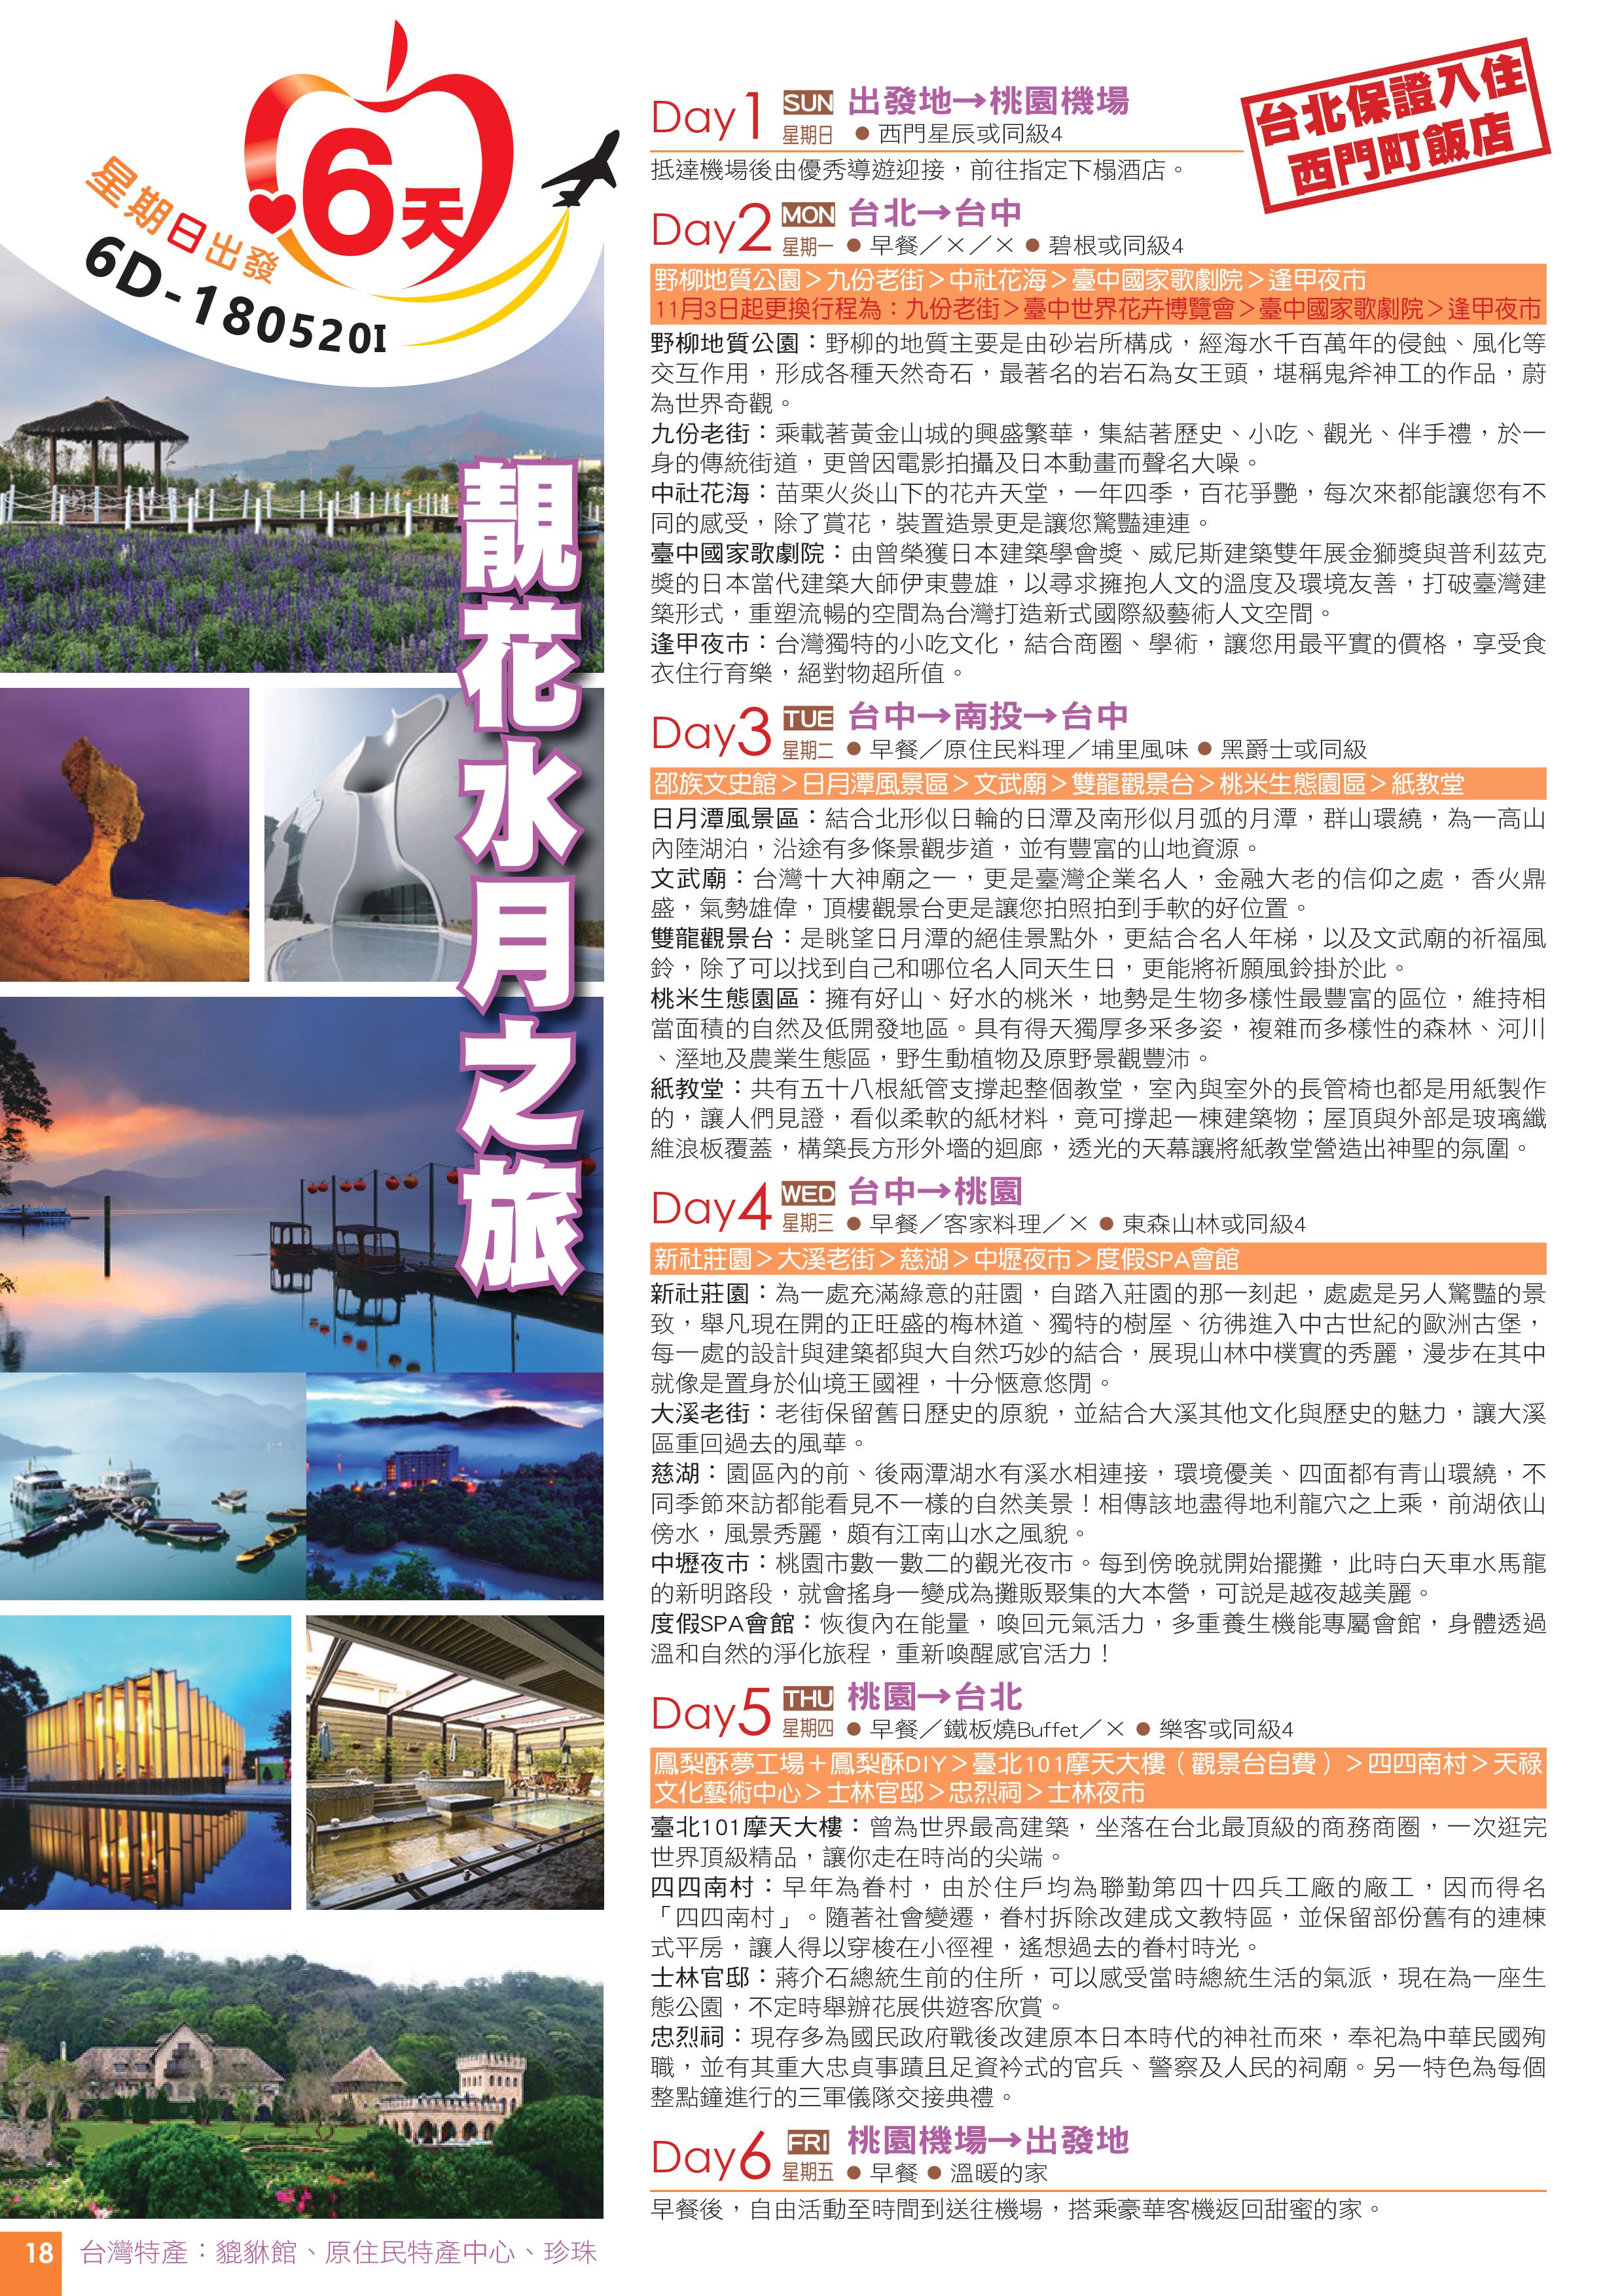 6天
星期日出發
6D-180520I
靚花水月之旅
台北保證入住
西門町飯店
Day1 SUN 星期日 出發地→桃園機場
● 西門星辰或同級4
抵達機場後由優秀導遊迎接，前往指定下榻酒店。
Day2 MON 星期一 台北→台中
● 早餐／×／× ● 碧根或同級4
野柳地質公園＞九份老街＞中社花海＞臺中國家歌劇院＞逢甲夜市
11月3日起更換行程為：九份老街＞臺中世界花卉博覽會＞臺中國家歌劇院＞逢甲夜市
野柳地質公園：野柳的地質主要是由砂岩所構成，經海水千百萬年的侵蝕、風化等
交互作用，形成各種天然奇石，最著名的岩石為女王頭，堪稱鬼斧神工的作品，蔚
為世界奇觀。
九份老街：乘載著黃金山城的興盛繁華，集結著歷史、小吃、觀光、伴手禮，於一
身的傳統街道，更曾因電影拍攝及日本動畫而聲名大噪。
中社花海：苗栗火炎山下的花卉天堂，一年四季，百花爭艷，每次來都能讓您有不
同的感受，除了賞花，裝置造景更是讓您驚豔連連。
臺中國家歌劇院：由曾榮獲日本建築學會獎、威尼斯建築雙年展金獅獎與普利茲克
獎的日本當代建築大師伊東豊雄，以尋求擁抱人文的溫度及環境友善，打破臺灣建
築形式，重塑流暢的空間為台灣打造新式國際級藝術人文空間。
逢甲夜市：台灣獨特的小吃文化，結合商圈、學術，讓您用最平實的價格，享受食
衣住行育樂，絕對物超所值。
Day3 TUE 星期二 台中→南投→台中
● 早餐／原住民料理／埔里風味 ● 黑爵士或同級
邵族文史館＞日月潭風景區＞文武廟＞雙龍觀景台＞桃米生態園區＞紙教堂
日月潭風景區：結合北形似日輪的日潭及南形似月弧的月潭，群山環繞，為一高山
內陸湖泊，沿途有多條景觀步道，並有豐富的山地資源。
文武廟：台灣十大神廟之一，更是臺灣企業名人，金融大老的信仰之處，香火鼎
盛，氣勢雄偉，頂樓觀景台更是讓您拍照拍到手軟的好位置。
雙龍觀景台：是眺望日月潭的絕佳景點外，更結合名人年梯，以及文武廟的祈福風
鈴，除了可以找到自己和哪位名人同天生日，更能將祈願風鈴掛於此。
桃米生態園區：擁有好山、好水的桃米，地勢是生物多樣性最豐富的區位，維持相
當面積的自然及低開發地區。具有得天獨厚多采多姿，複雜而多樣性的森林、河川
、溼地及農業生態區，野生動植物及原野景觀豐沛。
紙教堂：共有五十八根紙管支撐起整個教堂，室內與室外的長管椅也都是用紙製作
的，讓人們見證，看似柔軟的紙材料，竟可撐起一棟建築物；屋頂與外部是玻璃纖
維浪板覆蓋，構築長方形外墻的迴廊，透光的天幕讓將紙教堂營造出神聖的氛圍。
Day4 WED 星期三 台中→桃園
● 早餐／客家料理／× ● 東森山林或同級4
新社莊園＞大溪老街＞慈湖＞中壢夜市＞度假SPA會館
新社莊園：為一處充滿綠意的莊園，自踏入莊園的那一刻起，處處是另人驚豔的景
致，舉凡現在開的正旺盛的梅林道、獨特的樹屋、彷彿進入中古世紀的歐洲古堡，
每一處的設計與建築都與大自然巧妙的結合，展現山林中樸實的秀麗，漫步在其中
就像是置身於仙境王國裡，十分愜意悠閒。
大溪老街：老街保留舊日歷史的原貌，並結合大溪其他文化與歷史的魅力，讓大溪
區重回過去的風華。
慈湖：園區內的前、後兩潭湖水有溪水相連接，環境優美、四面都有青山環繞，不
同季節來訪都能看見不一樣的自然美景！相傳該地盡得地利龍穴之上乘，前湖依山
傍水，風景秀麗，頗有江南山水之風貌。
中壢夜市：桃園市數一數二的觀光夜市。每到傍晚就開始擺攤，此時白天車水馬龍
的新明路段，就會搖身一變成為攤販聚集的大本營，可說是越夜越美麗。
度假SPA會館：恢復內在能量，喚回元氣活力，多重養生機能專屬會館，身體透過
溫和自然的淨化旅程，重新喚醒感官活力！
Day5 THU 星期四 桃園→台北
● 早餐／鐵板燒Buffet／× ● 樂客或同級4
鳳梨酥夢工場＋鳳梨酥DIY＞臺北101摩天大樓（觀景台自費）＞四四南村＞天祿
文化藝術中心＞士林官邸＞忠烈祠＞士林夜市
臺北101摩天大樓：曾為世界最高建築，坐落在台北最頂級的商務商圈，一次逛完
世界頂級精品，讓你走在時尚的尖端。
四四南村：早年為眷村，由於住戶均為聯勤第四十四兵工廠的廠工，因而得名
「四四南村」。隨著社會變遷，眷村拆除改建成文教特區，並保留部份舊有的連棟
式平房，讓人得以穿梭在小徑裡，遙想過去的眷村時光。
士林官邸：蔣介石總統生前的住所，可以感受當時總統生活的氣派，現在為一座生
態公園，不定時舉辦花展供遊客欣賞。
忠烈祠：現存多為國民政府戰後改建原本日本時代的神社而來，奉祀為中華民國殉
職，並有其重大忠貞事蹟且足資衿式的官兵、警察及人民的祠廟。另一特色為每個
整點鐘進行的三軍儀隊交接典禮。
Day6 FRI 星期五 桃園機場→出發地
● 早餐 ● 溫暖的家
早餐後，自由活動至時間到送往機場，搭乘豪華客機返回甜蜜的家。
18 台灣特產：貔貅館、原住民特產中心、珍珠